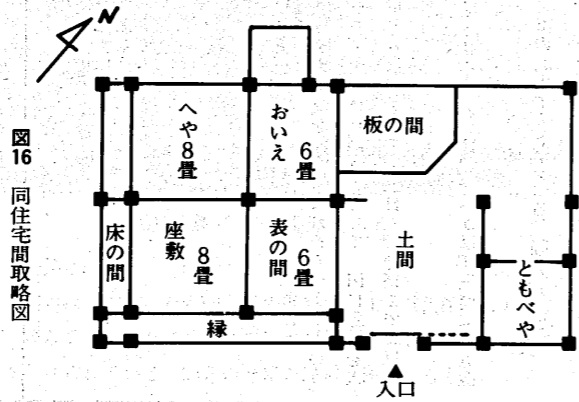 N
図16 同住宅間取略図
へや8畳
おいえ 6畳
板の間
床の間
座敷 8畳
表の間 6畳
土間
ともべや
縁
入口